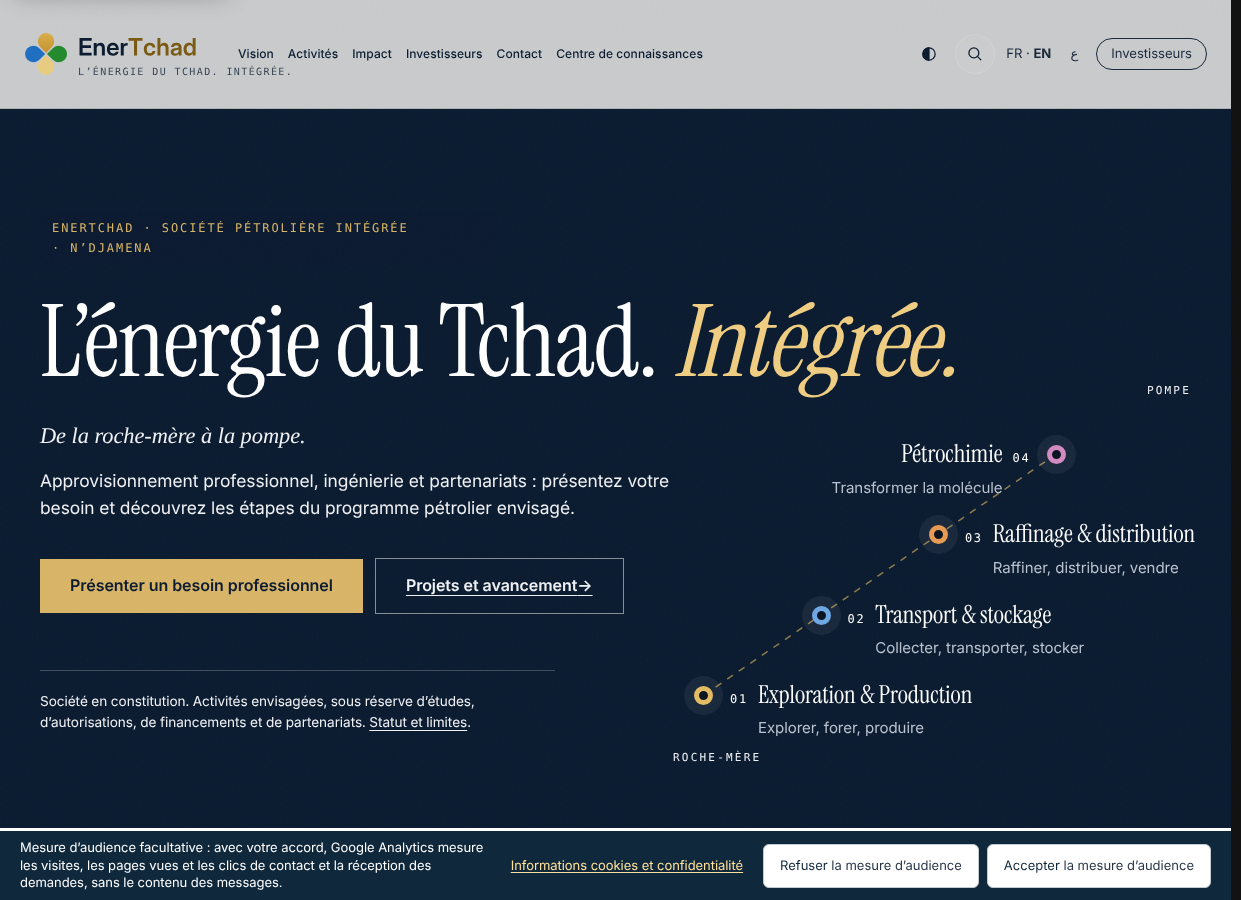 EnerTchad
L’ÉNERGIE DU TCHAD. INTÉGRÉE.
Vision Activités Impact Investisseurs Contact Centre de connaissances
FR · EN ع Investisseurs
ENERTCHAD · SOCIÉTÉ PÉTROLIÈRE INTÉGRÉE
· N’DJAMENA
L’énergie du Tchad. Intégrée.
De la roche-mère à la pompe.
Approvisionnement professionnel, ingénierie et partenariats : présentez votre
besoin et découvrez les étapes du programme pétrolier envisagé.
Présenter un besoin professionnel
Projets et avancement→
Société en constitution. Activités envisagées, sous réserve d’études,
d’autorisations, de financements et de partenariats. Statut et limites.
POMPE
Pétrochimie 04
Transformer la molécule
03 Raffinage & distribution
Raffiner, distribuer, vendre
02 Transport & stockage
Collecter, transporter, stocker
01 Exploration & Production
Explorer, forer, produire
ROCHE-MÈRE
Mesure d’audience facultative : avec votre accord, Google Analytics mesure
les visites, les pages vues et les clics de contact et la réception des
demandes, sans le contenu des messages.
Informations cookies et confidentialité
Refuser la mesure d’audience
Accepter la mesure d’audience